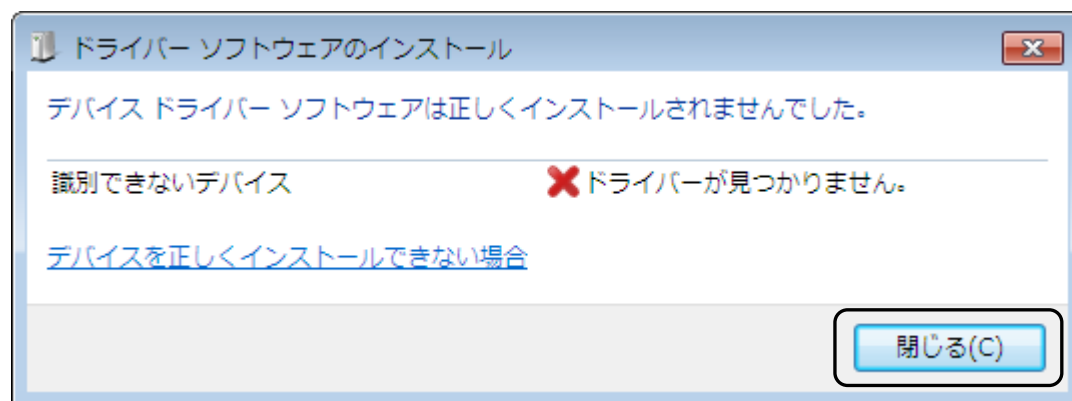 ドライバー ソフトウェアのインストール
デバイス ドライバー ソフトウェアは正しくインストールされませんでした。
識別できないデバイス ドライバーが見つかりません。
デバイスを正しくインストールできない場合
閉じる(C)